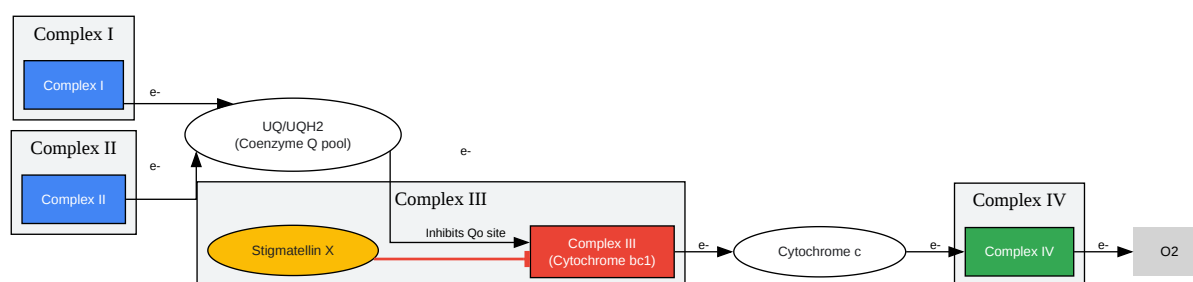 Complex I
Complex I
e-
UQ/UQH2
(Coenzyme Q pool)
Complex II
e-
e-
Complex II
Complex III
Complex IV
Inhibits Qo site
Stigmatellin X
Complex III
(Cytochrome bc1)
e-
Cytochrome c
e-
Complex IV
e-
O2